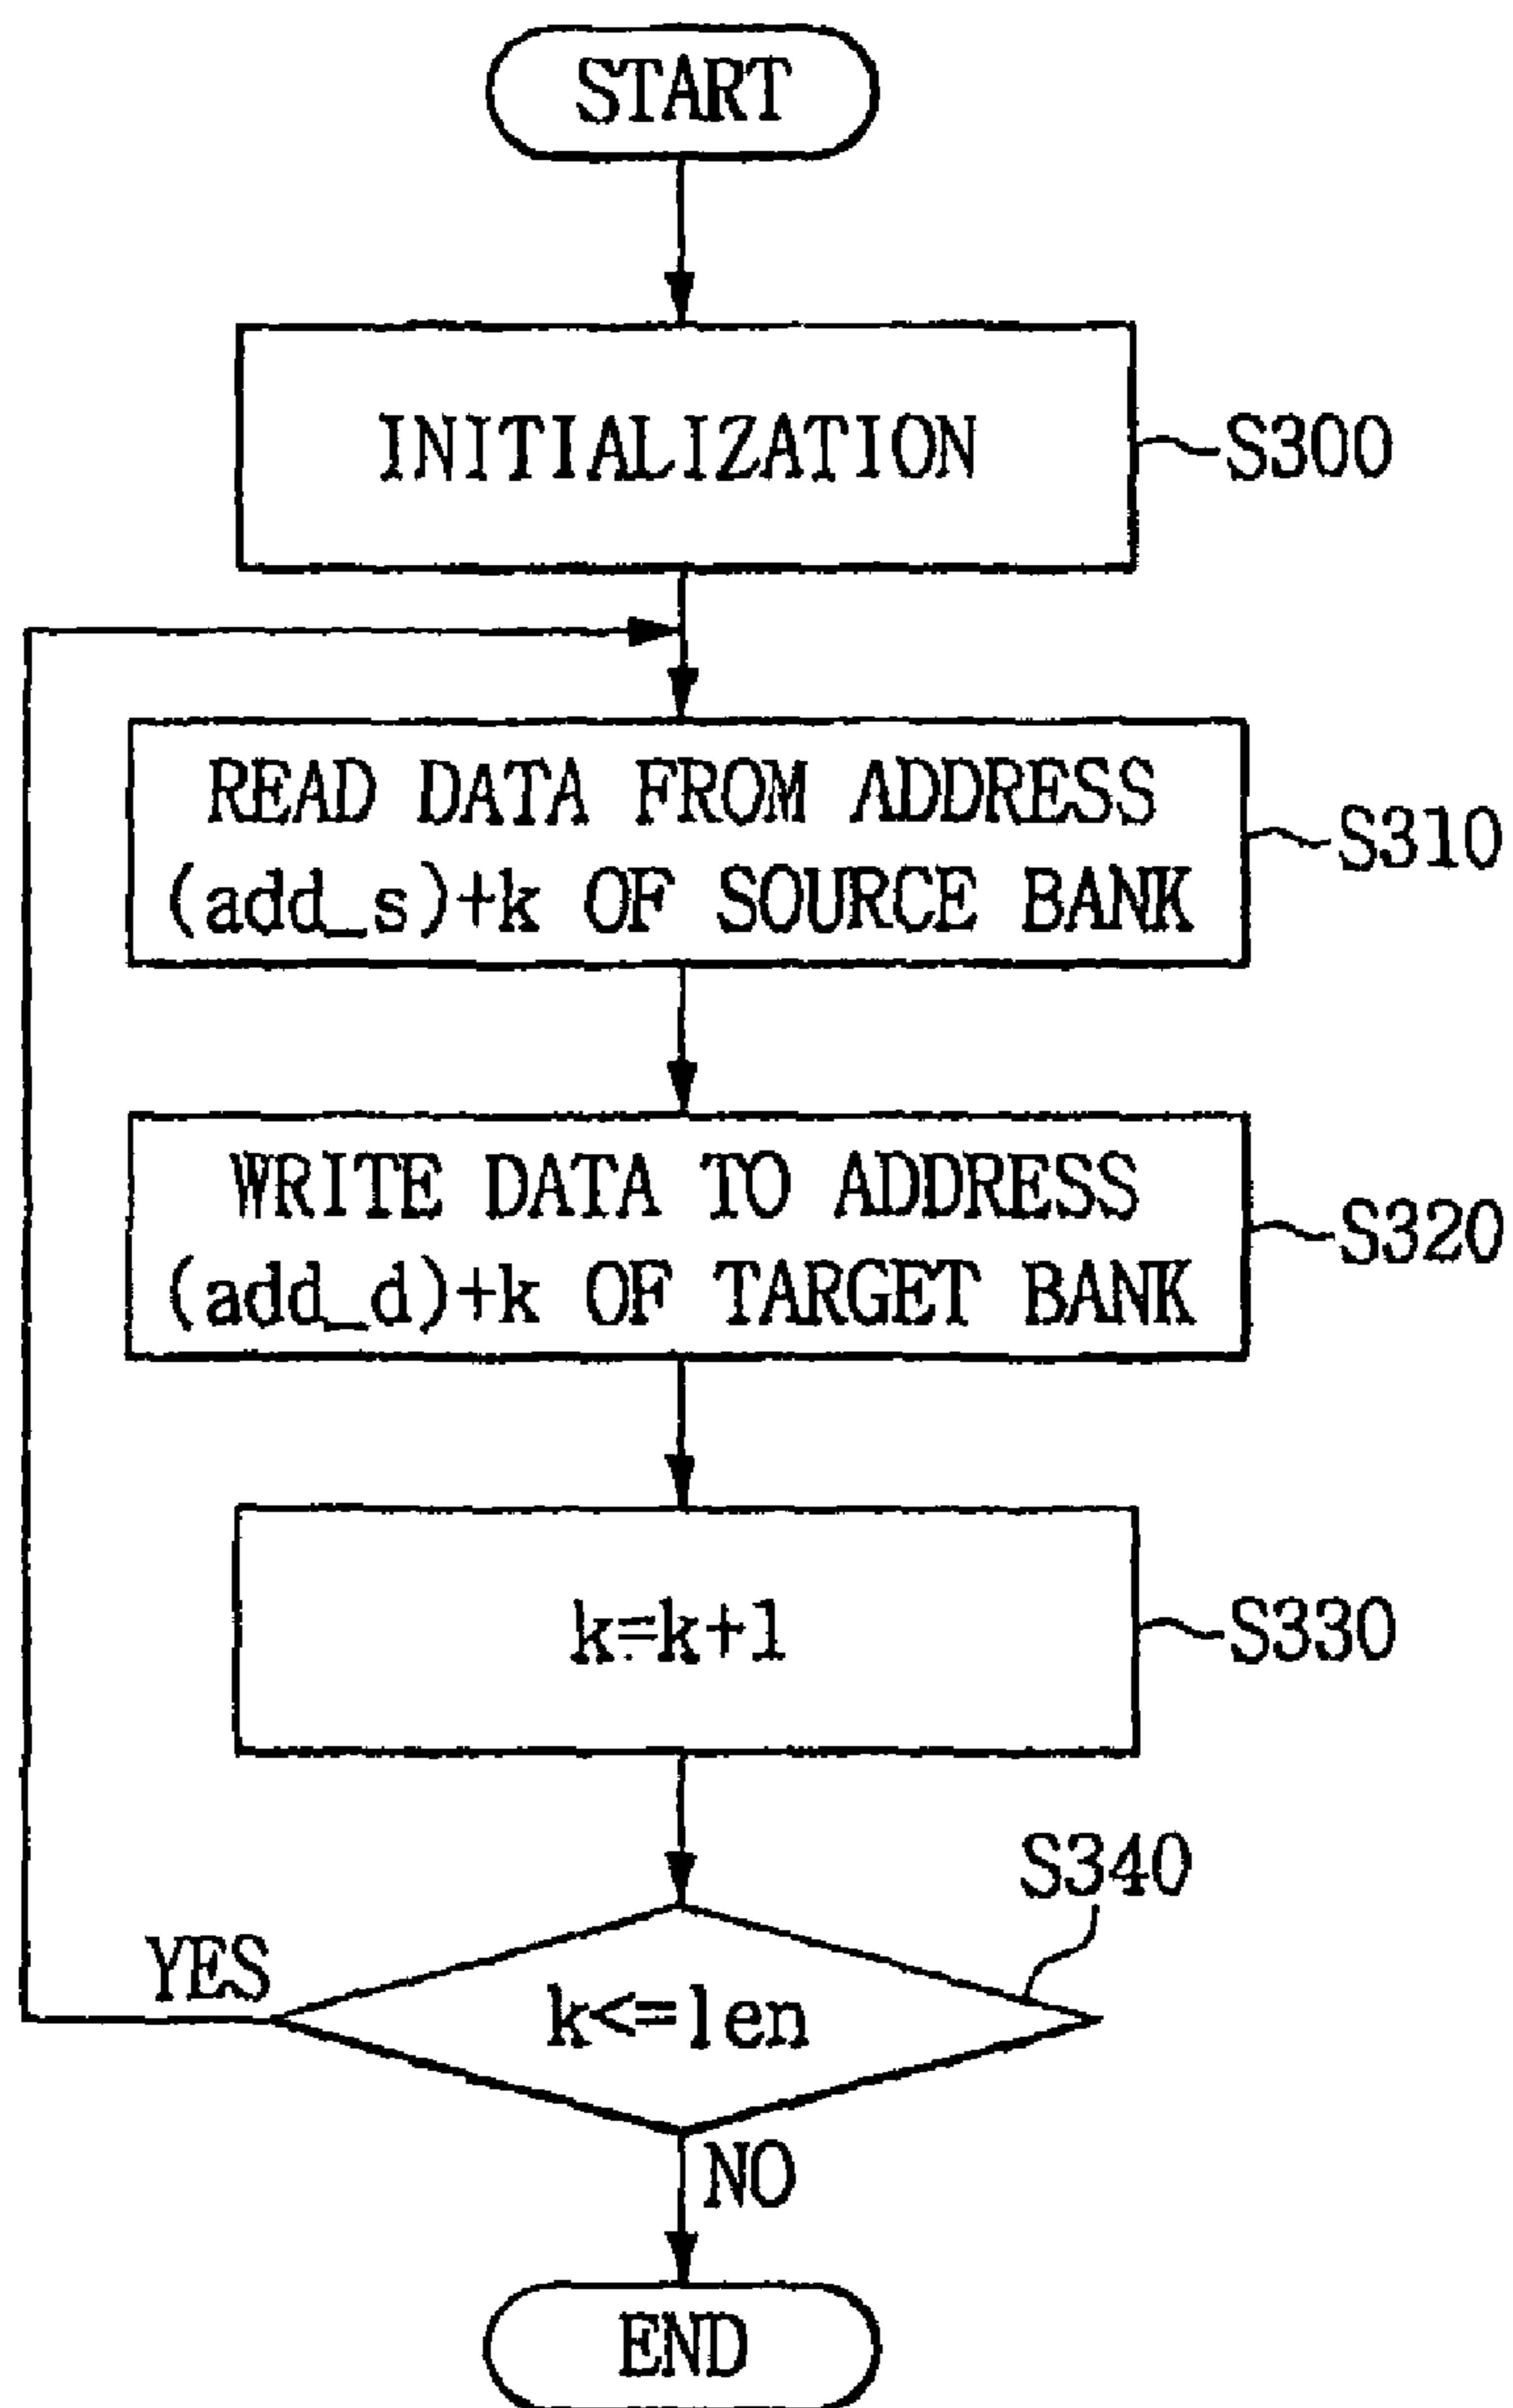 START
INITIALIZATION
S300
READ DATA FROM ADDRESS
(add_s)+k OF SOURCE BANK
S310
WRITE DATA TO ADDRESS
(add_d)+k OF TARGET BANK
S320
k=k+1
S330
S340
YES
k<=len
NO
END